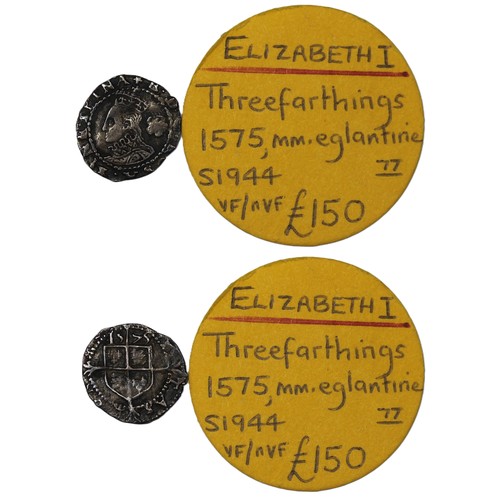 ELIZABETH I
Threefarthings
1575, mm. eglantine
S1944 77
VF/nVF £150
ELIZABETH I
Threefarthings
1575, mm. eglantine
S1944 77
VF/nVF £150
1575